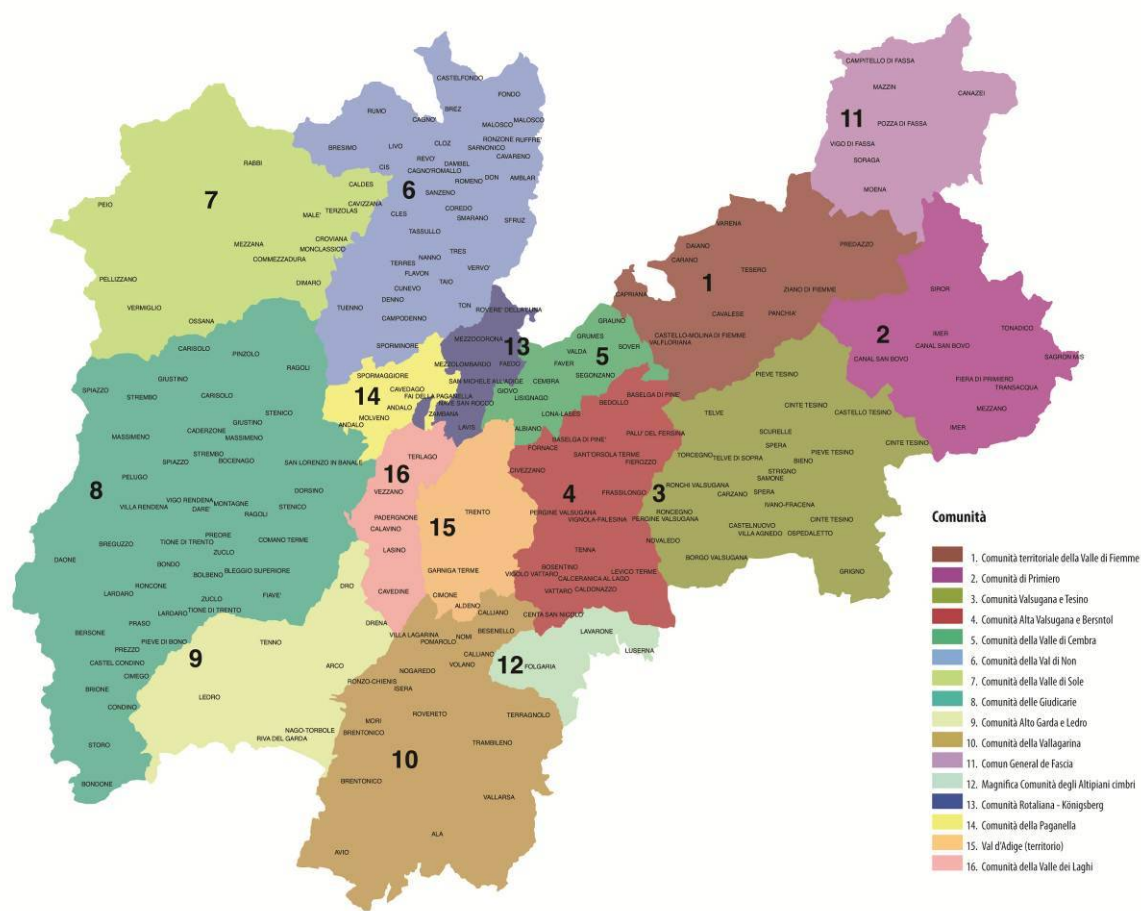 CASTELFONDO
FONDO
RUMO
BREZ
CAGNO'
MALOSCO
MALOSCO
BRESIMO
LIVO
CLOZ
RONZONE
RUFFRE'
SARNONICO
REVO'
DAMBEL
CAVARENO
CIS
CAGNO'ROMALLO
ROMENO
DON
AMBLAR
6
SANZENO
CLES
COREDO
SMARANO
SFRUZ
TASSULLO
TRES
NANNO
TERRES
VERVO'
FLAVON
TAIO
CUNEVO
DENNO
TUENNO
TON
CAMPODENNO
SPORMINORE
RABBI
7
PEIO
CALDES
CAVIZZANA
TERZOLAS
MALE'
CROVIANA
MEZZANA
MONCLASSICO
COMMEZZADURA
PELLIZZANO
DIMARO
VERMIGLIO
OSSANA
CAMPITELLO DI FASSA
MAZZIN
CANAZEI
11
POZZA DI FASSA
VIGO DI FASSA
SORAGA
MOENA
VARENA
DAIANO
PREDAZZO
CARANO
TESERO
1
CAPRIANA
ZIANO DI FIEMME
CAVALESE
PANCHIA'
CASTELLO-MOLINA DI FIEMME
VALFLORIANA
SIROR
TONADICO
2
IMER
CANAL SAN BOVO
CANAL SAN BOVO
SAGRON MIS
FIERA DI PRIMIERO
TRANSACQUA
MEZZANO
IMER
ROVERE DELLA LUNA
MEZZOCORONA
13
MEZZOLOMBARDO
FAEDO
SAN MICHELE ALL'ADIGE
NAVE SAN ROCCO
ZAMBANA
LAVIS
GRAUNO
GRUMES
VALDA
5
SOVER
FAVER
SEGONZANO
CEMBRA
GIOVO
LISIGNAGO
LONA-LASES
ALBIANO
SPORMAGGIORE
14
CAVEDAGO
FAI DELLA PAGANELLA
ANDALO
MOLVENO
ANDALO
CARISOLO
PINZOLO
RAGOLI
GIUSTINO
SPIAZZO
STREMBO
CARISOLO
STENICO
GIUSTINO
CADERZONE
MASSIMENO
MASSIMENO
STREMBO
SPIAZZO
BOCENAGO
SAN LORENZO IN BANALE
PELUGO
8
DORSINO
VIGO RENDENA
MONTAGNE
VILLA RENDENA
DARE'
STENICO
RAGOLI
PREORE
BREGUZZO
TIONE DI TRENTO
COMANO TERME
ZUCLO
DAONE
BONDO
BLEGGIO SUPERIORE
BOLBENO
RONCONE
LARDARO
ZUCLO
FIAVE'
LARDARO
TIONE DI TRENTO
PRASO
BERSONE
PIEVE DI BONO
PREZZO
CASTEL CONDINO
CIMEGO
BRIONE
CONDINO
STORO
BONDONE
TERLAGO
16
VEZZANO
PADERGNONE
CALAVINO
LASINO
CAVEDINE
TRENTO
15
GARNIGA TERME
CIMONE
ALDENO
BASELGA DI PINE'
BEDOLLO
PALU' DEL FERSINA
BASELGA DI PINE'
FORNACE
SANT'ORSOLA TERME
FIEROZZO
CIVEZZANO
4
FRASSILONGO
PERGINE VALSUGANA
VIGNOLA-FALESINA
PERGINE VALSUGANA
TENNA
BOSENTINO
VIGOLO VATTARO
LEVICO TERME
CALCERANICA AL LAGO
VATTARO
CALDONAZZO
CENTA SAN NICOLO'
PIEVE TESINO
CINTE TESINO
TELVE
CASTELLO TESINO
SCURELLE
SPERA
CINTE TESINO
TORCEGNO
TELVE DI SOPRA
PIEVE TESINO
BIENO
STRIGNO
SAMONE
3
RONCHI VALSUGANA
CARZANO
SPERA
IVANO-FRACENA
RONCEGNO
CINTE TESINO
CASTELNUOVO
VILLA AGNEDO
OSPEDALETTO
NOVALEDO
BORGO VALSUGANA
GRIGNO
DRO
DRENA
TENNO
9
ARCO
LEDRO
NAGO-TORBOLE
RIVA DEL GARDA
CALLIANO
VILLA LAGARINA
NOMI
BESENELLO
POMAROLO
CALLIANO
VOLANO
NOGAREDO
RONZO-CHIENIS
ISERA
MORI
ROVERETO
TERRAGNOLO
BRENTONICO
10
TRAMBILENO
BRENTONICO
VALLARSA
ALA
AVIO
LAVARONE
LUSERNA
12
FOLGARIA
Comunità
1. Comunità territoriale della Valle di Fiemme
2. Comunità di Primiero
3. Comunità Valsugana e Tesino
4. Comunità Alta Valsugana e Bersntol
5. Comunità della Valle di Cembra
6. Comunità della Val di Non
7. Comunità della Valle di Sole
8. Comunità delle Giudicarie
9. Comunità Alto Garda e Ledro
10. Comunità della Vallagarina
11. Comun General de Fascia
12. Magnifica Comunità degli Altipiani cimbri
13. Comunità Rotaliana - Königsberg
14. Comunità della Paganella
15. Val d'Adige (territorio)
16. Comunità della Valle dei Laghi